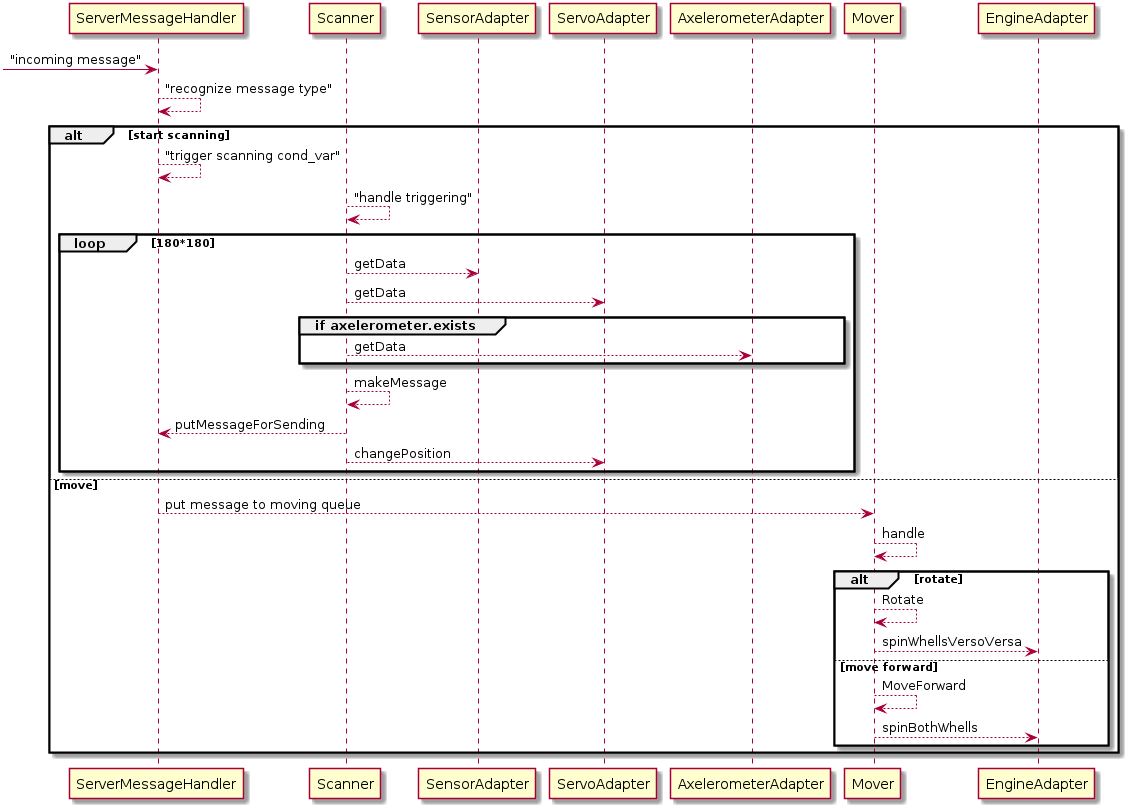 ServerMessageHandler Scanner SensorAdapter ServoAdapter AxelerometerAdapter Mover EngineAdapter
"incoming message"
"recognize message type"
alt [start scanning]
"trigger scanning cond_var"
"handle triggering"
loop [180*180]
getData
getData
if axelerometer.exists
getData
makeMessage
putMessageForSending
changePosition
[move]
put message to moving queue
handle
alt [rotate]
Rotate
spinWhellsVersoVersa
[move forward]
MoveForward
spinBothWhells
ServerMessageHandler Scanner SensorAdapter ServoAdapter AxelerometerAdapter Mover EngineAdapter